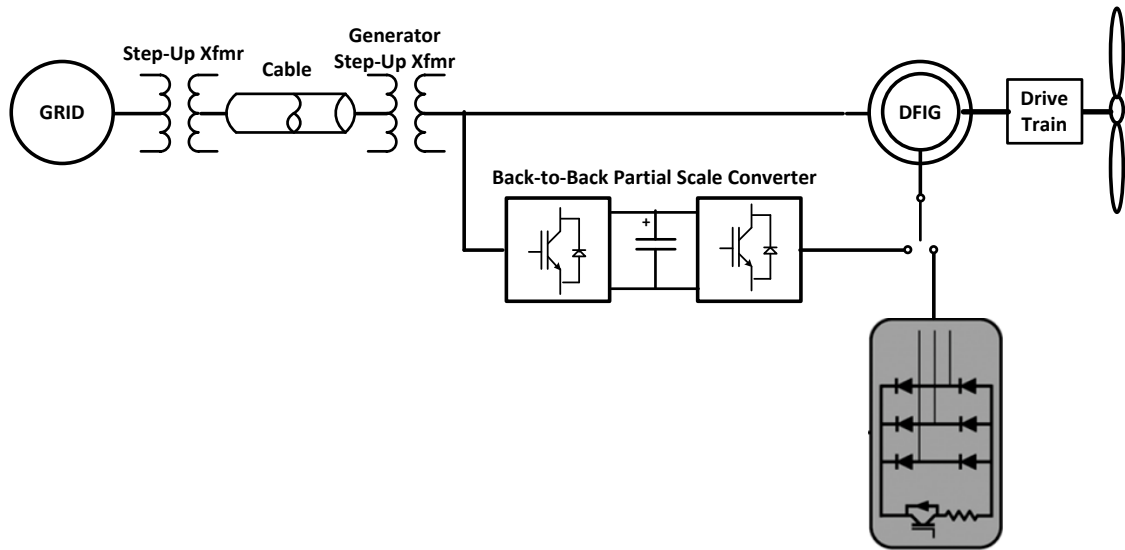 Step-Up Xfmr
Cable
Generator
Step-Up Xfmr
GRID
DFIG
Drive
Train
Back-to-Back Partial Scale Converter
+